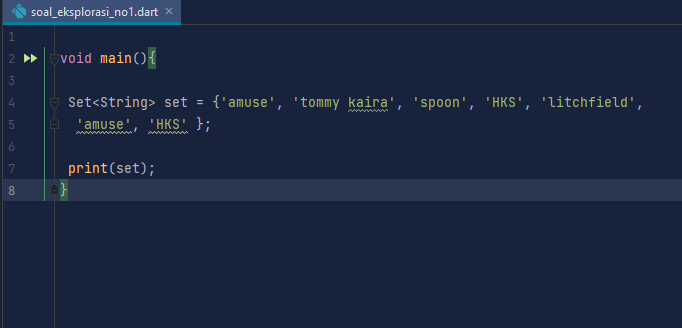 soal_eksplorasi_no1.dart
1
2 void main(){
3
4 Set<String> set = {'amuse', 'tommy kaira', 'spoon', 'HKS', 'litchfield',
5 'amuse', 'HKS' };
6
7 print(set);
8 }